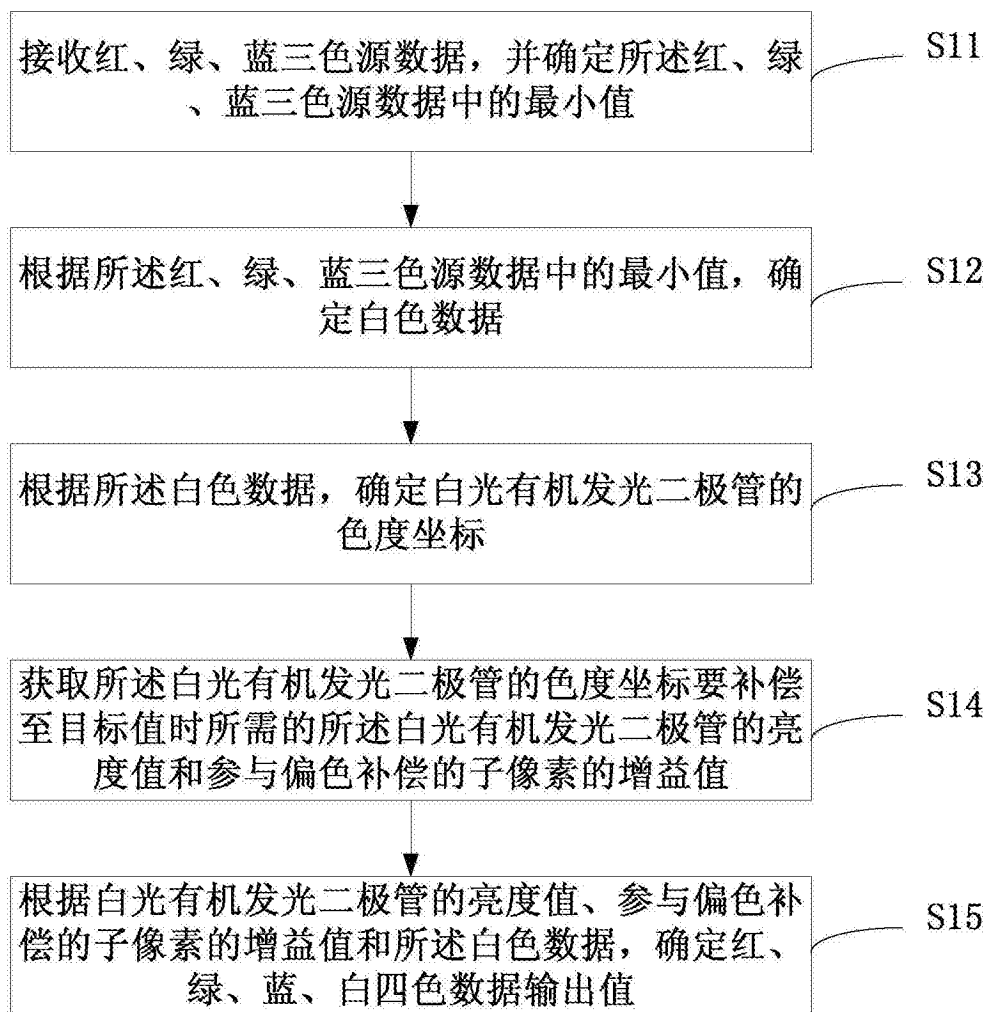 接收红、绿、蓝三色源数据，并确定所述红、绿
、蓝三色源数据中的最小值
S11
根据所述红、绿、蓝三色源数据中的最小值，确
定白色数据
S12
根据所述白色数据，确定白光有机发光二极管的
色度坐标
S13
获取所述白光有机发光二极管的色度坐标要补偿
至目标值时所需的所述白光有机发光二极管的亮
度值和参与偏色补偿的子像素的增益值
S14
根据白光有机发光二极管的亮度值、参与偏色补
偿的子像素的增益值和所述白色数据，确定红、
绿、蓝、白四色数据输出值
S15